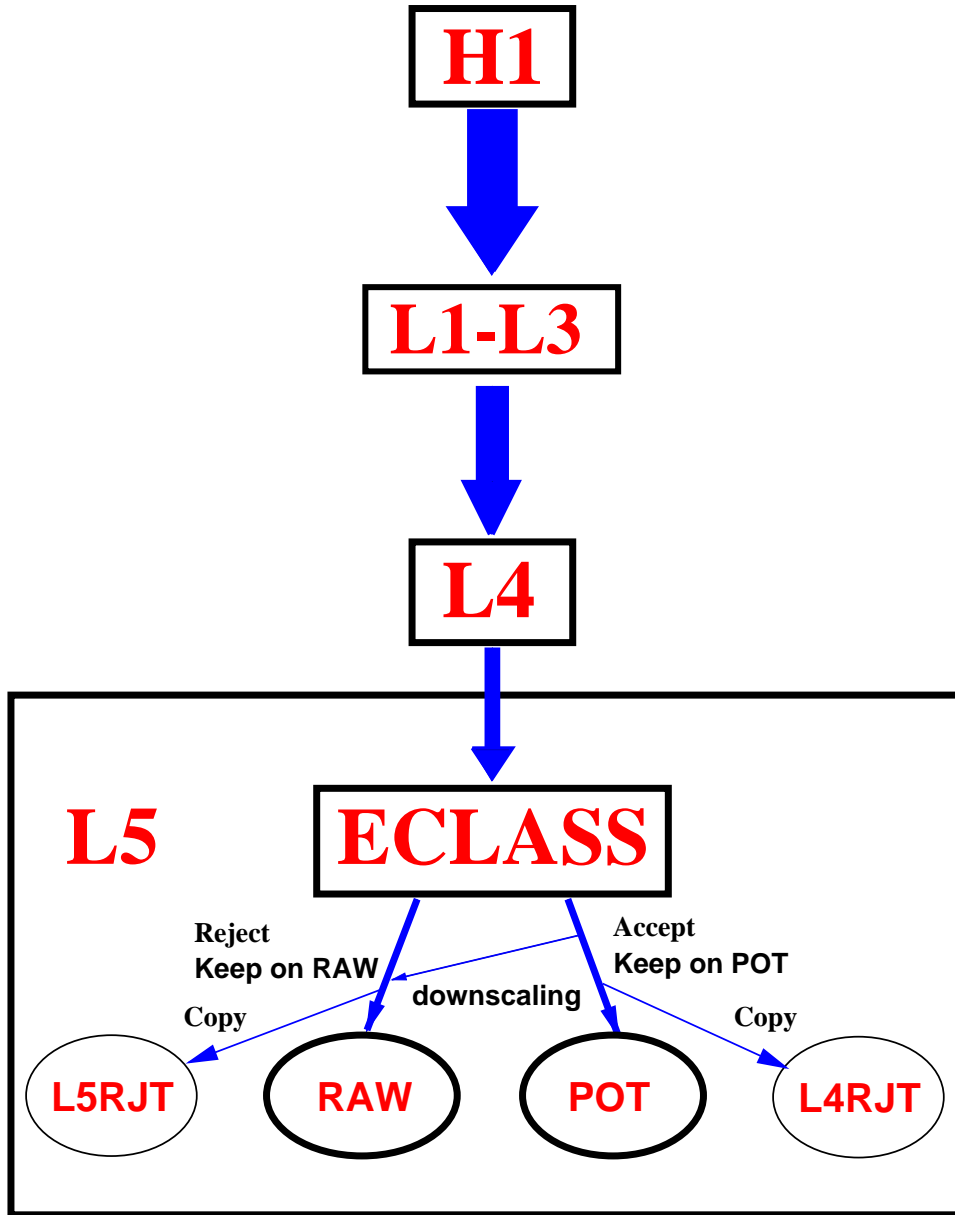 H1
L1-L3
L4
L5
ECLASS
Reject
Keep on RAW
Accept
Keep on POT
downscaling
Copy
Copy
L5RJT
RAW
POT
L4RJT